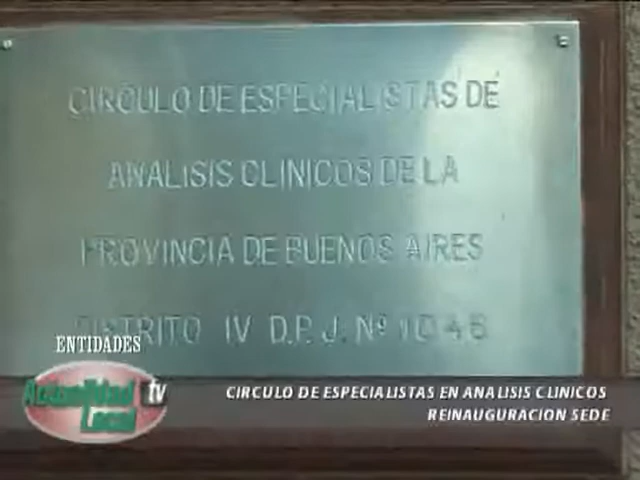 CIRCULO DE ESPECIALISTAS DE
ANALISIS CLINICOS DE LA
PROVINCIA DE BUENOS AIRES
DISTRITO IV D.P.J. Nº 1046
ENTIDADES
Actualidad tv
Local
CIRCULO DE ESPECIALISTAS EN ANALISIS CLINICOS
REINAUGURACION SEDE